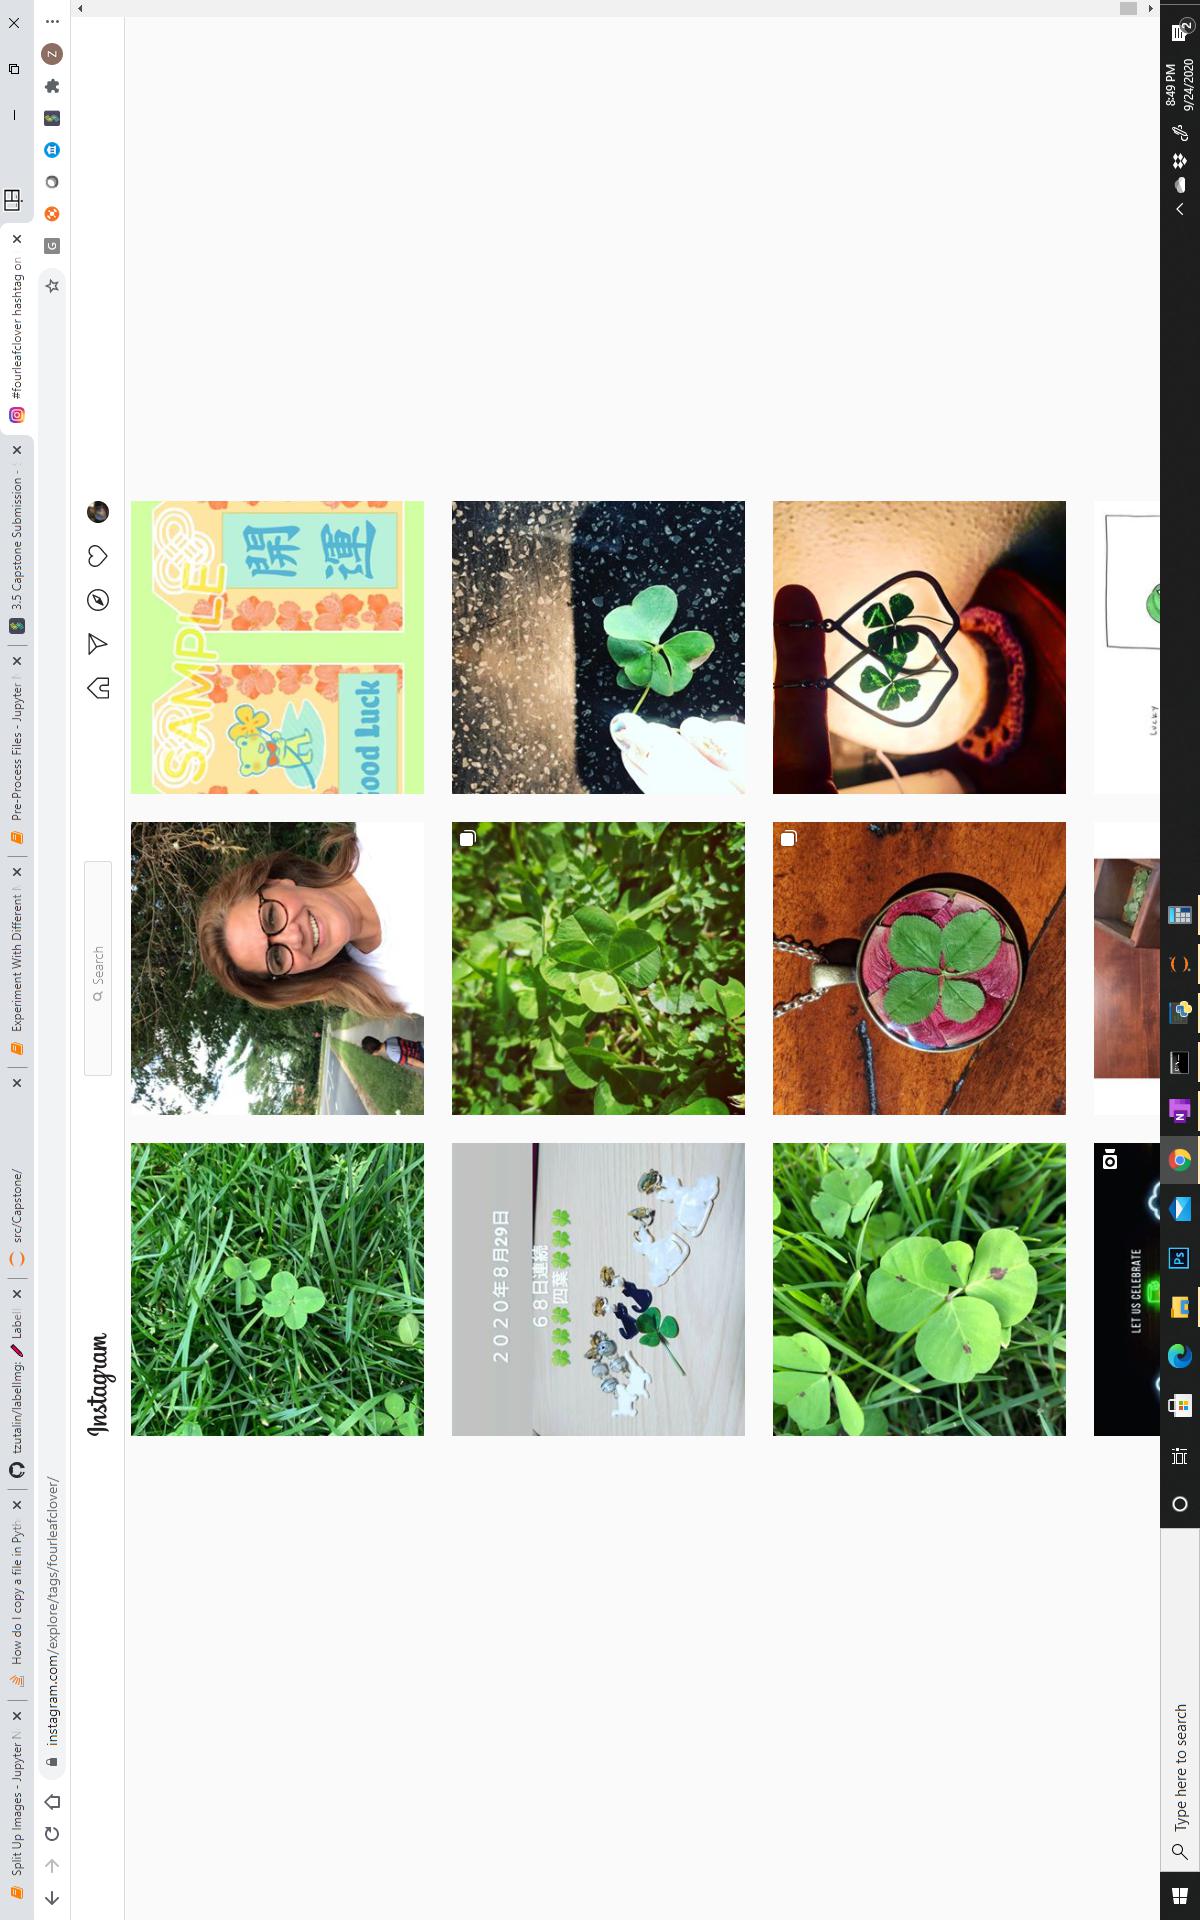 Split Up Images - Jupyter N
How do I copy a file in Pyth
tzutalin/labelImg: Labell
src/Capstone/
Experiment With Different N
Pre-Process Files - Jupyter N
3.5 Capstone Submission -
#fourleafclover hashtag on
instagram.com/explore/tags/fourleafclover/
G
Z
Instagram
Search
SAMPLE
Good Luck
開運
2020年8月29日
68日連続
四葉
LET US CELEBRATE
Lucky
Type here to search
Ps
N
8:49 PM
9/24/2020
2